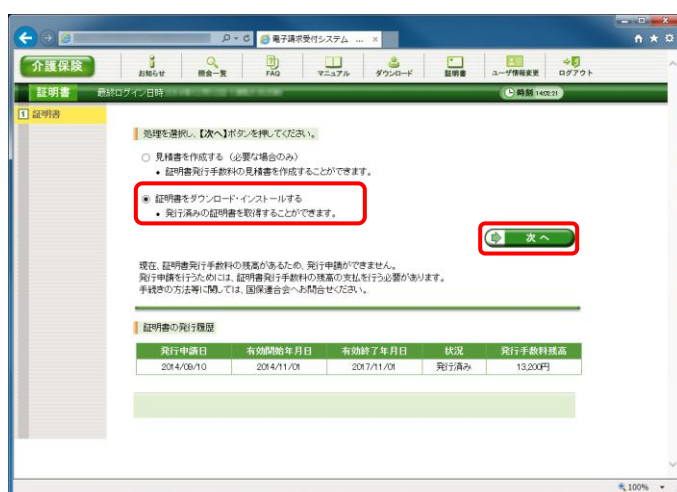 電子請求受付システム ...
介護保険
お知らせ 照会一覧 FAQ マニュアル ダウンロード 証明書 ユーザ情報変更 ログアウト
証明書 最終ログイン日時 時刻 14:02:21
1 証明書
処理を選択し、【次へ】ボタンを押してください。
見積書を作成する（必要な場合のみ）
• 証明書発行手数料の見積書を作成することができます。
証明書をダウンロード・インストールする
• 発行済みの証明書を取得することができます。
次へ
現在、証明書発行手数料の残高があるため、発行申請ができません。
発行申請を行うためには、証明書発行手数料の残高の支払を行う必要があります。
手続きの方法等に関しては、国保連合会へお問合せください。
証明書の発行履歴
発行申請日 有効開始年月日 有効終了年月日 状況 発行手数料残高
2014/09/10 2014/11/01 2017/11/01 発行済み 13,200円
100%